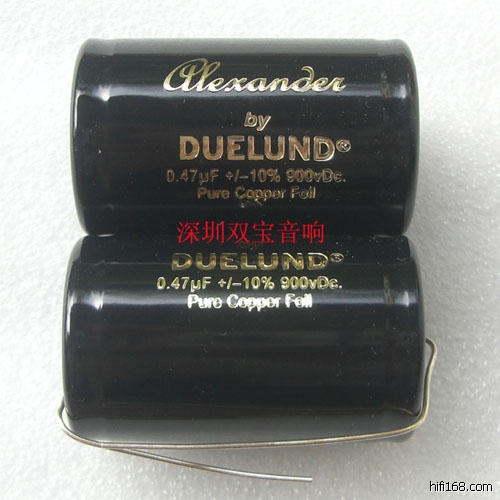 Alexander
by
DUELUND®
0.47µF +/-10% 900vDc.
Pure Copper Foil
深圳双宝音响
DUELUND®
0.47µF +/-10% 900vDc.
Pure Copper Foil
hifi168.com